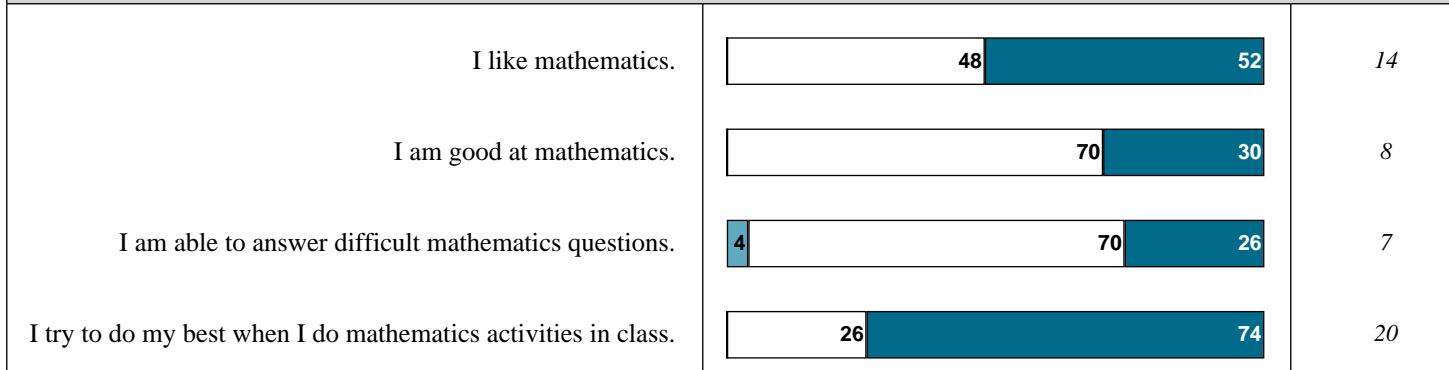 I like mathematics. 48 52 14
I am good at mathematics. 70 30 8
I am able to answer difficult mathematics questions. 4 70 26 7
I try to do my best when I do mathematics activities in class. 26 74 20